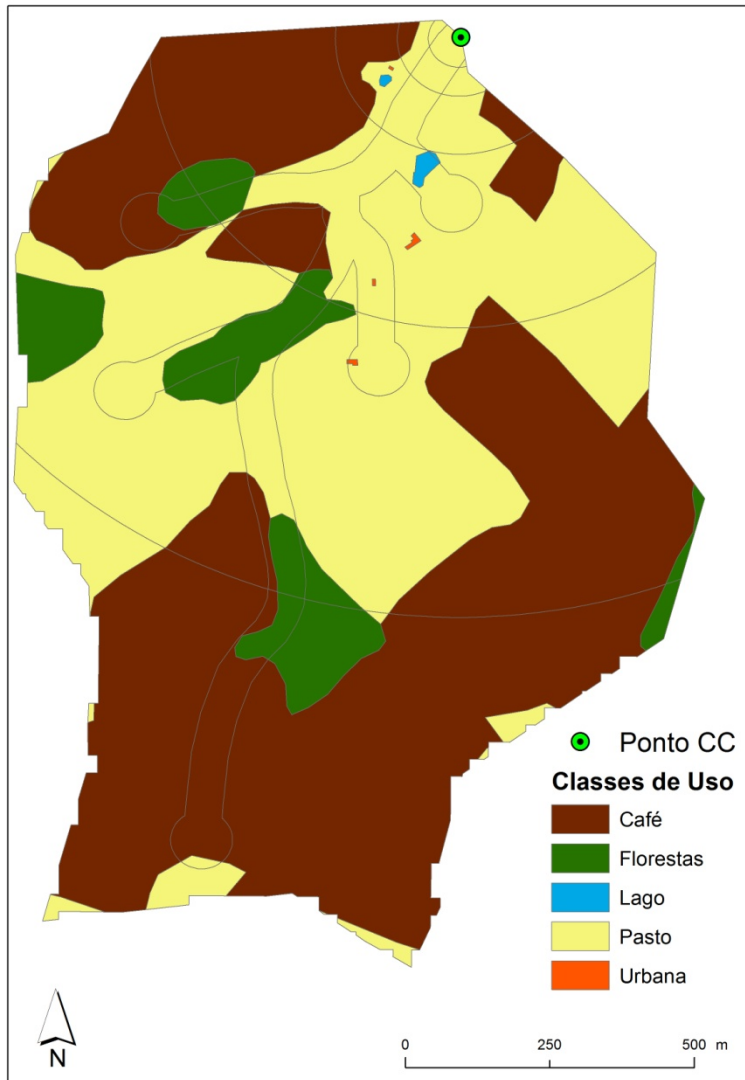 Ponto CC
Classes de Uso
Café
Florestas
Lago
Pasto
Urbana
N
0 250 500 m